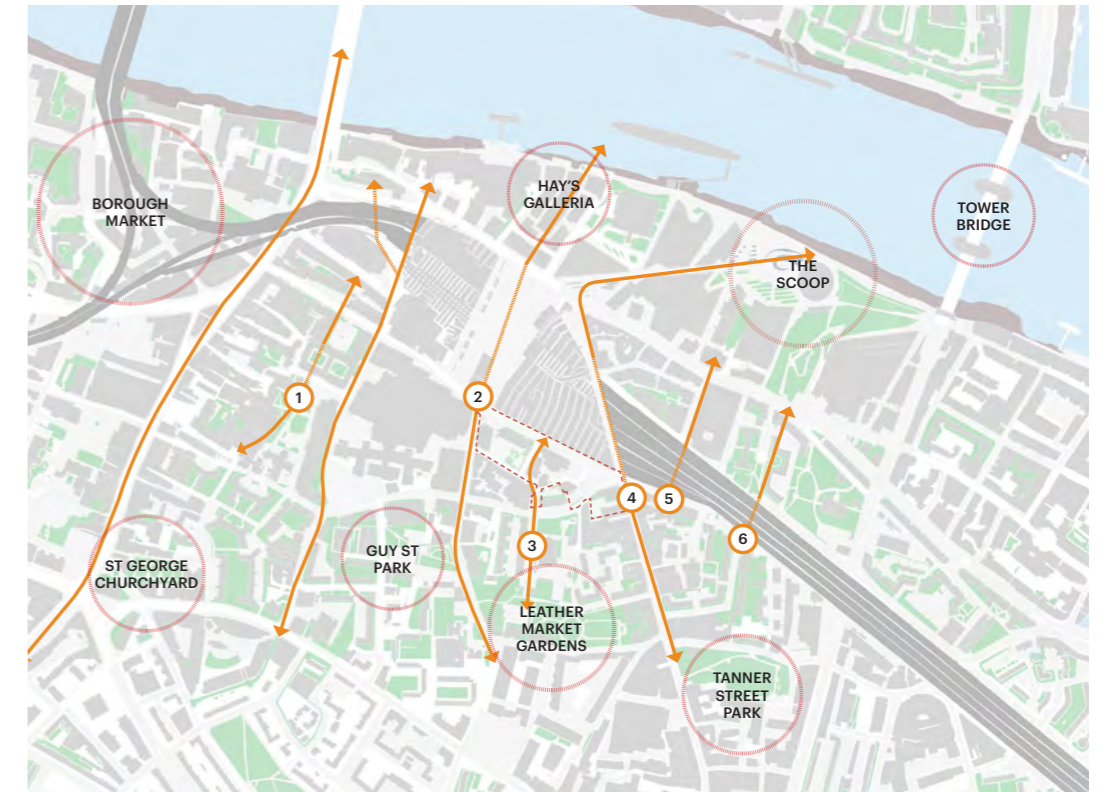 HAY'S
GALLERIA
BOROUGH
MARKET
TOWER
BRIDGE
THE
SCOOP
1
2
4
5
6
3
GUY ST
PARK
ST GEORGE
CHURCHYARD
LEATHER
MARKET
GARDENS
TANNER
STREET
PARK